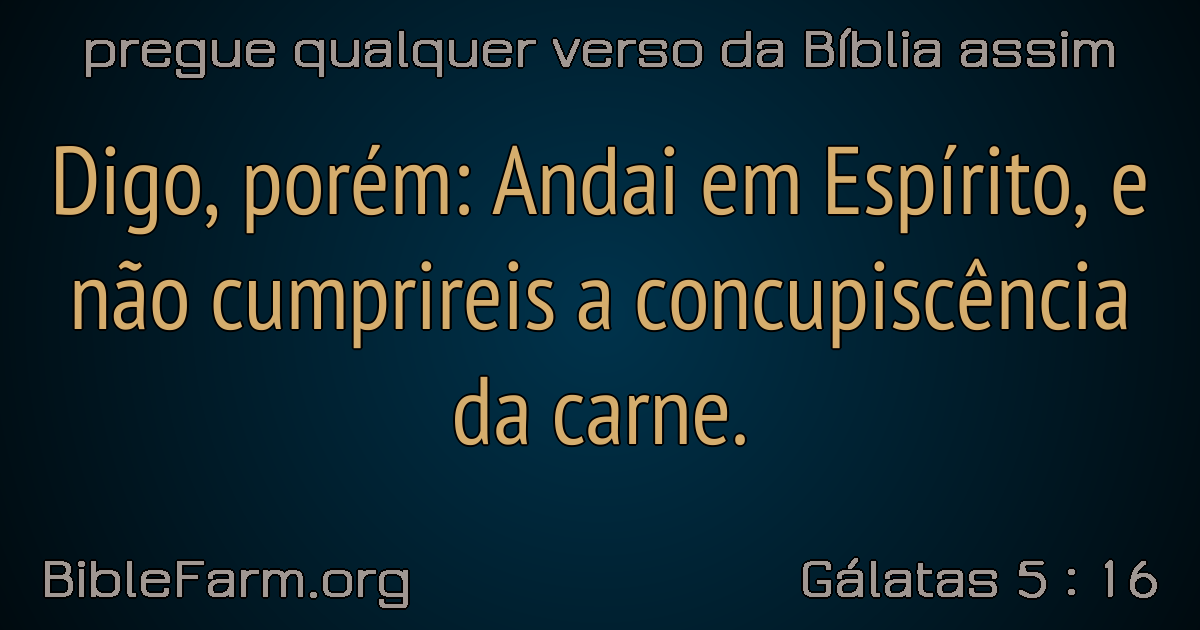 pregue qualquer verso da Bíblia assim
Digo, porém: Andai em Espírito, e
não cumprireis a concupiscência
da carne.
BibleFarm.org
Gálatas 5 : 16